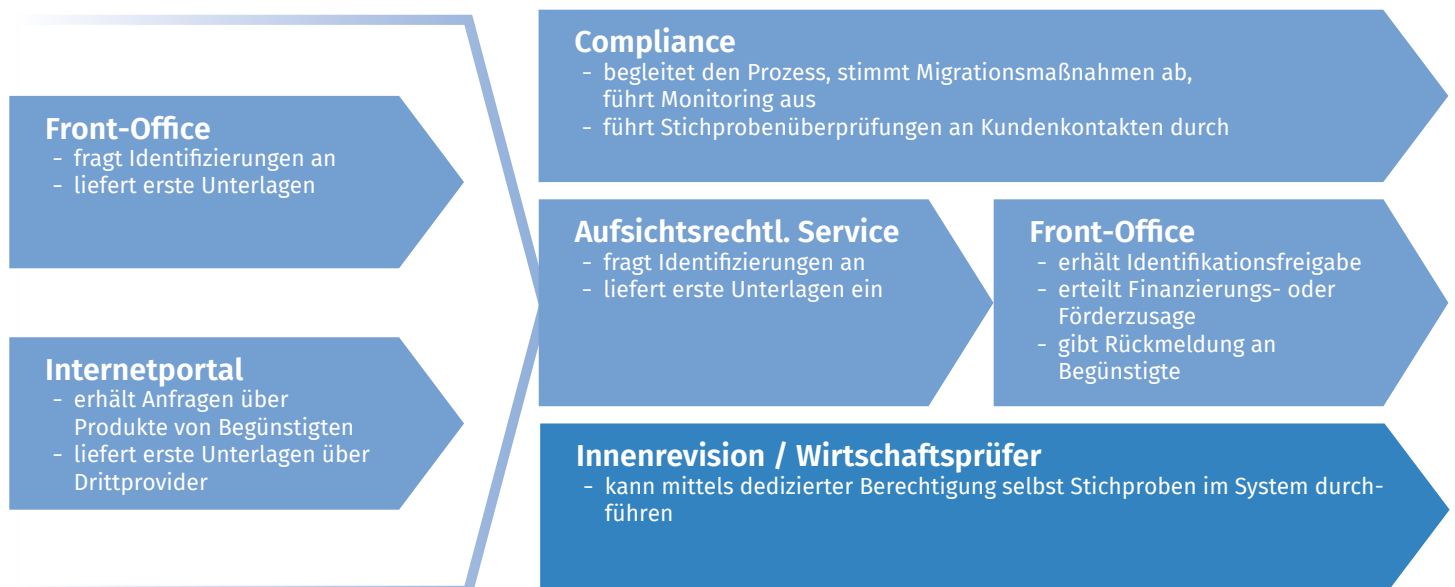 Front-Office
- fragt Identifizierungen an
- liefert erste Unterlagen
Internetportal
- erhält Anfragen über
Produkte von Begünstigten
- liefert erste Unterlagen über
Drittprovider
Compliance
- begleitet den Prozess, stimmt Migrationsmaßnahmen ab,
führt Monitoring aus
- führt Stichprobenüberprüfungen an Kundenkontakten durch
Aufsichtsrechtl. Service
- fragt Identifizierungen an
- liefert erste Unterlagen ein
Front-Office
- erhält Identifikationsfreigabe
- erteilt Finanzierungs- oder
Förderzusage
- gibt Rückmeldung an
Begünstigte
Innenrevision / Wirtschaftsprüfer
- kann mittels dedizierter Berechtigung selbst Stichproben im System durch-
führen